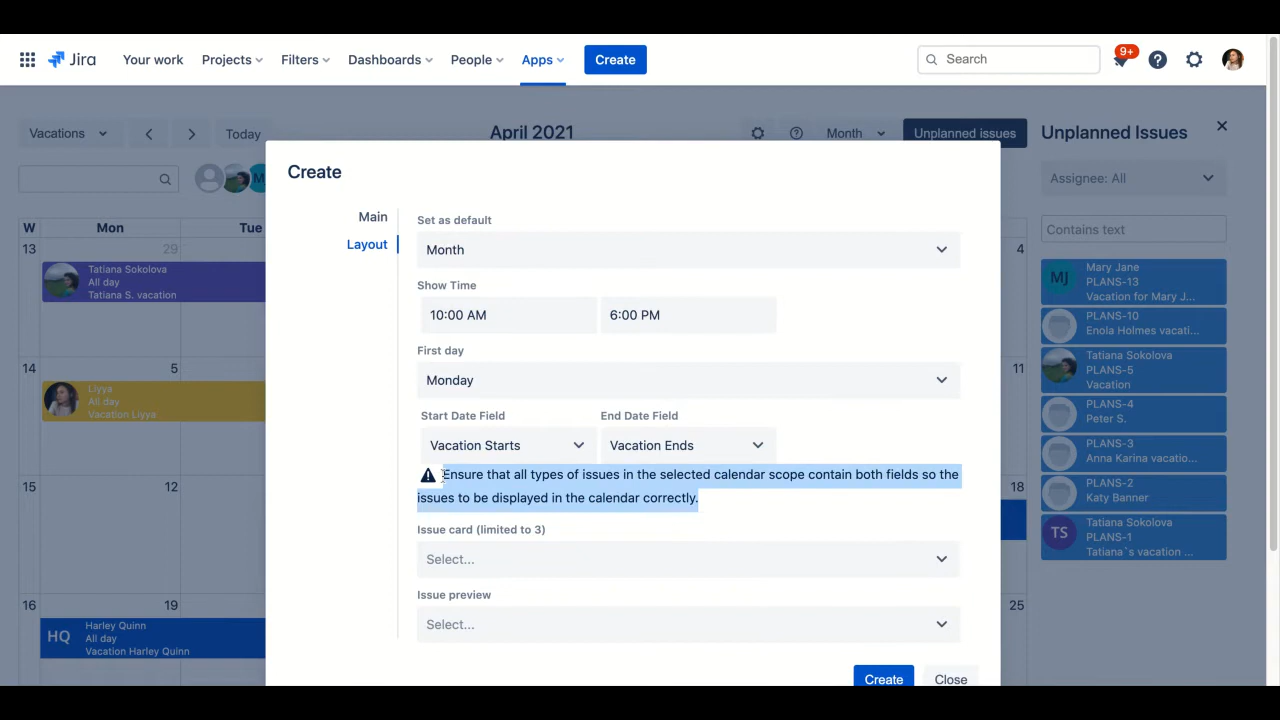 Jira Your work Projects Filters Dashboards People Apps Create Search 9+
Vacations Today April 2021 Month Unplanned issues Unplanned Issues
M
Assignee: All
Contains text
W Mon Tue
13 29 4
Tatiana Sokolova
All day
Tatiana S. vacation
14 5 11
Liyya
All day
Vacation Liyya
15 12 18
16 19 25
HQ Harley Quinn
All day
Vacation Harley Quinn
Create
Main
Layout
Set as default
Month
Show Time
10:00 AM 6:00 PM
First day
Monday
Start Date Field End Date Field
Vacation Starts Vacation Ends
Ensure that all types of issues in the selected calendar scope contain both fields so the
issues to be displayed in the calendar correctly.
Issue card (limited to 3)
Select...
Issue preview
Select...
Create Close
MJ Mary Jane
PLANS-13
Vacation for Mary J...
PLANS-10
Enola Holmes vacati...
Tatiana Sokolova
PLANS-5
Vacation
PLANS-4
Peter S.
PLANS-3
Anna Karina vacatio...
PLANS-2
Katy Banner
TS Tatiana Sokolova
PLANS-1
Tatiana`s vacation ...